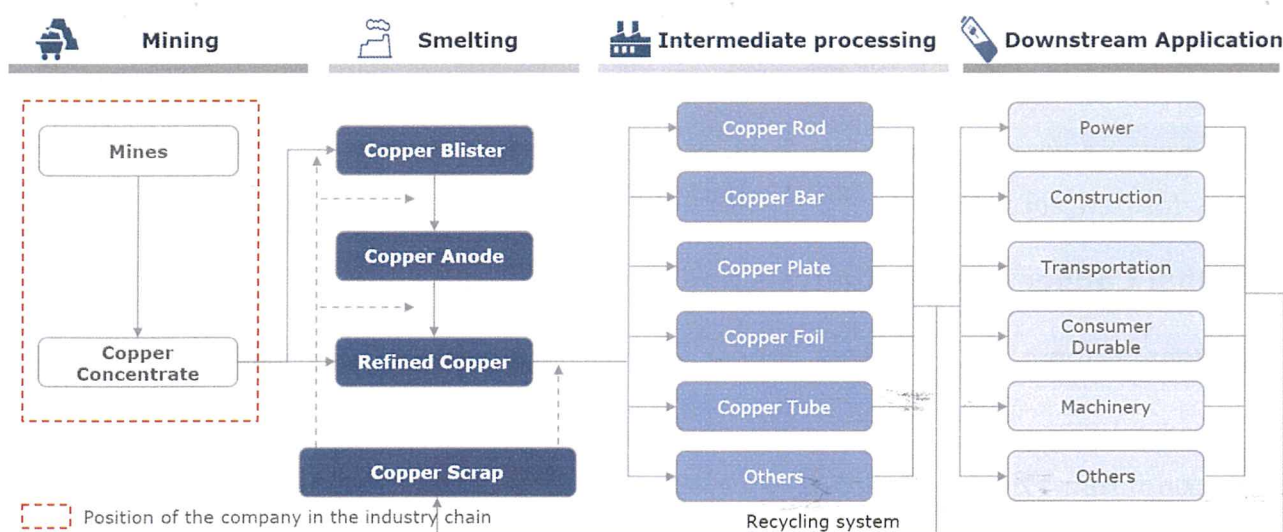 Mining
Smelting
Intermediate processing
Downstream Application
Mines
Copper
Concentrate
Copper Blister
Copper Anode
Refined Copper
Copper Scrap
Copper Rod
Copper Bar
Copper Plate
Copper Foil
Copper Tube
Others
Power
Construction
Transportation
Consumer
Durable
Machinery
Others
Position of the company in the industry chain
Recycling system